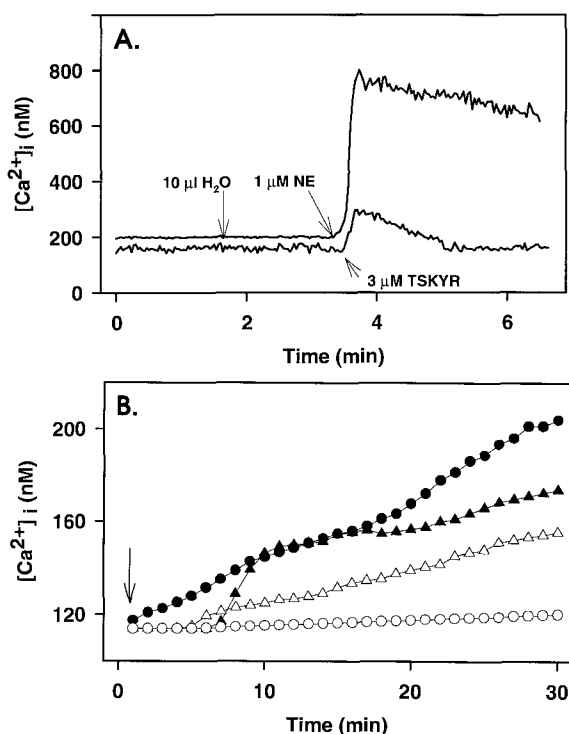 A.
800
600
400
200
0
[Ca²⁺]ᵢ (nM)
10 µl H₂O
1 µM NE
3 µM TSKYR
0 2 4 6
Time (min)
B.
200
160
120
[Ca²⁺] ᵢ (nM)
0 10 20 30
Time (min)